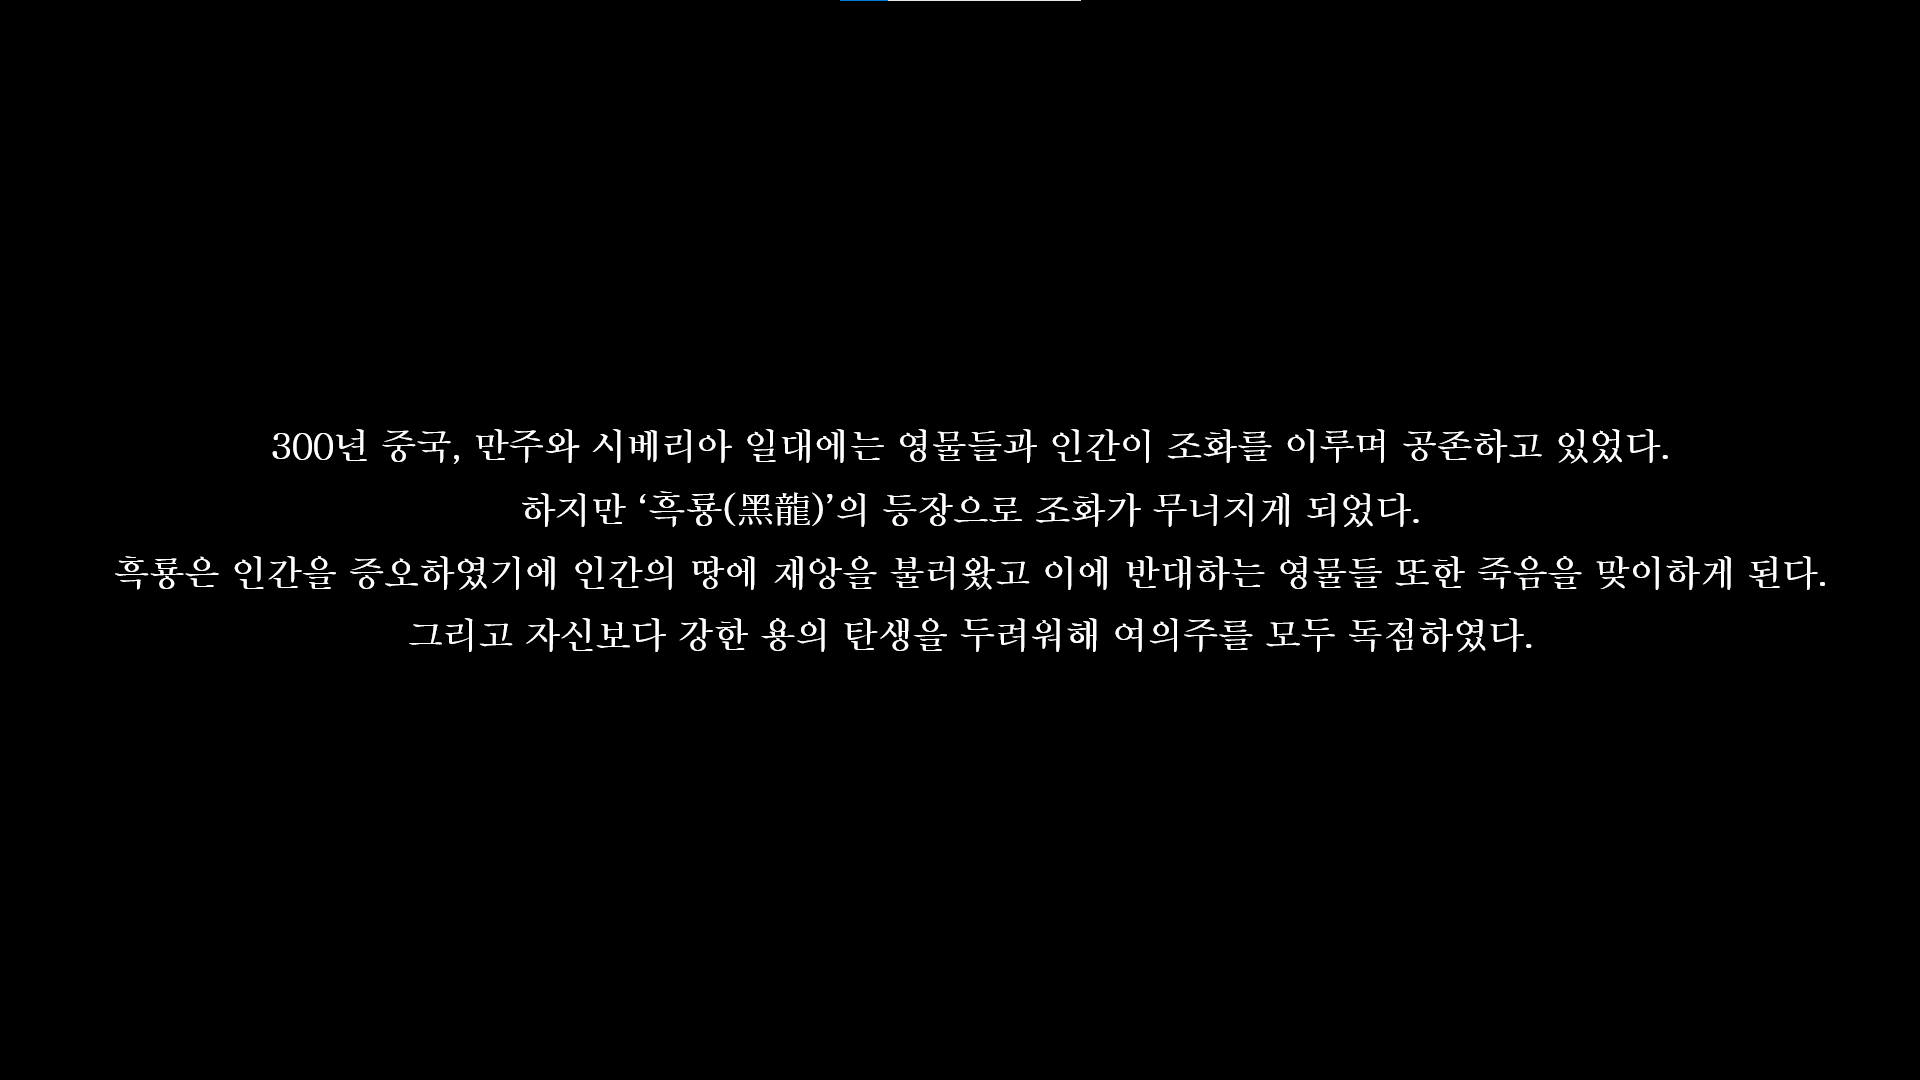 300년 중국, 만주와 시베리아 일대에는 영물들과 인간이 조화를 이루며 공존하고 있었다.
하지만 ‘흑룡(黑龍)’의 등장으로 조화가 무너지게 되었다.
흑룡은 인간을 증오하였기에 인간의 땅에 재앙을 불러왔고 이에 반대하는 영물들 또한 죽음을 맞이하게 된다.
그리고 자신보다 강한 용의 탄생을 두려워해 여의주를 모두 독점하였다.